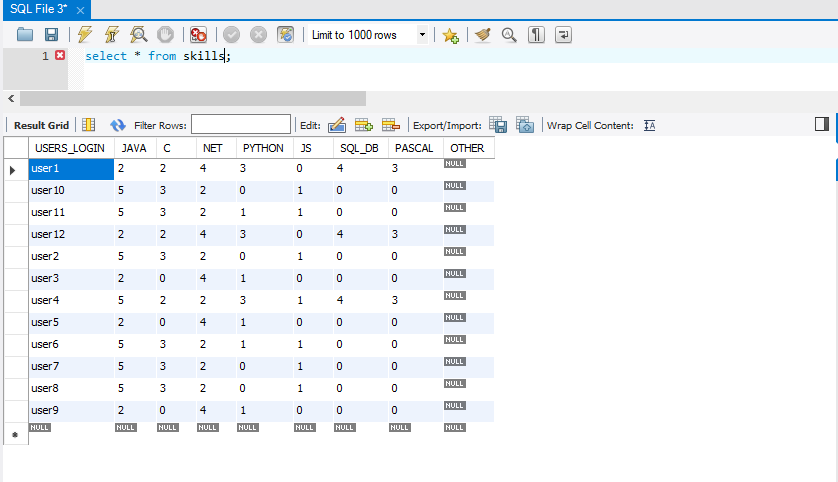 SQL File 3* ×
Limit to 1000 rows
1 select * from skills;
Result Grid Filter Rows: Edit: Export/Import: Wrap Cell Content: IA
USERS_LOGIN JAVA C NET PYTHON JS SQL_DB PASCAL OTHER
user1 2 2 4 3 0 4 3 NULL
user10 5 3 2 0 1 0 0 NULL
user11 5 3 2 1 1 0 0 NULL
user12 2 2 4 3 0 4 3 NULL
user2 5 3 2 0 1 0 0 NULL
user3 2 0 4 1 0 0 0 NULL
user4 5 2 2 3 1 4 3 NULL
user5 2 0 4 1 0 0 0 NULL
user6 5 3 2 1 1 0 0 NULL
user7 5 3 2 0 1 0 0 NULL
user8 5 3 2 0 1 0 0 NULL
user9 2 0 4 1 0 0 0 NULL
NULL NULL NULL NULL NULL NULL NULL NULL NULL